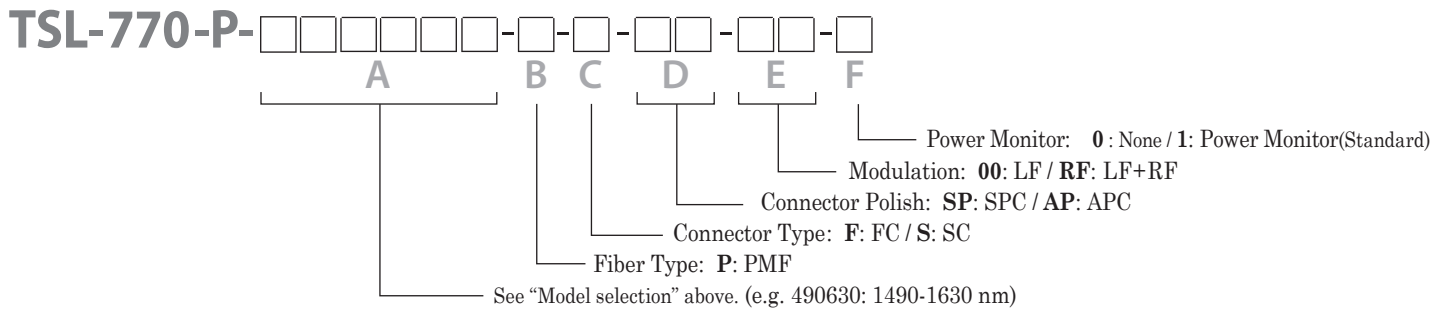 TSL-770-P-□□□□□□-□-□-□□-□□-□
A B C D E F
Power Monitor: 0 : None / 1: Power Monitor(Standard)
Modulation: 00: LF / RF: LF+RF
Connector Polish: SP: SPC / AP: APC
Connector Type: F: FC / S: SC
Fiber Type: P: PMF
See “Model selection” above. (e.g. 490630: 1490-1630 nm)